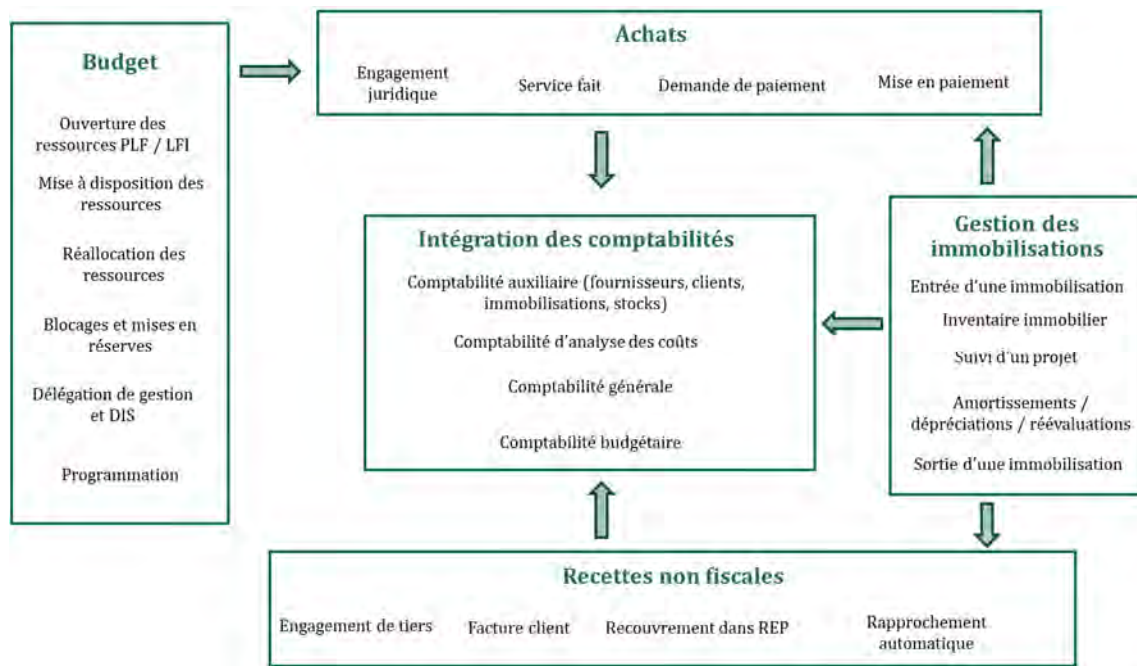 Budget
Ouverture des
ressources PLF / LFI
Mise à disposition des
ressources
Réallocation des
ressources
Blocages et mises en
réserves
Délégation de gestion
et DIS
Programmation
Achats
Engagement
juridique
Service fait
Demande de paiement
Mise en paiement
Intégration des comptabilités
Comptabilité auxiliaire (fournisseurs, clients,
immobilisations, stocks)
Comptabilité d'analyse des coûts
Comptabilité générale
Comptabilité budgétaire
Gestion des
immobilisations
Entrée d'une immobilisation
Inventaire immobilier
Suivi d'un projet
Amortissements /
dépréciations / réévaluations
Sortie d'une immobilisation
Recettes non fiscales
Engagement de tiers
Facture client
Recouvrement dans REP
Rapprochement
automatique